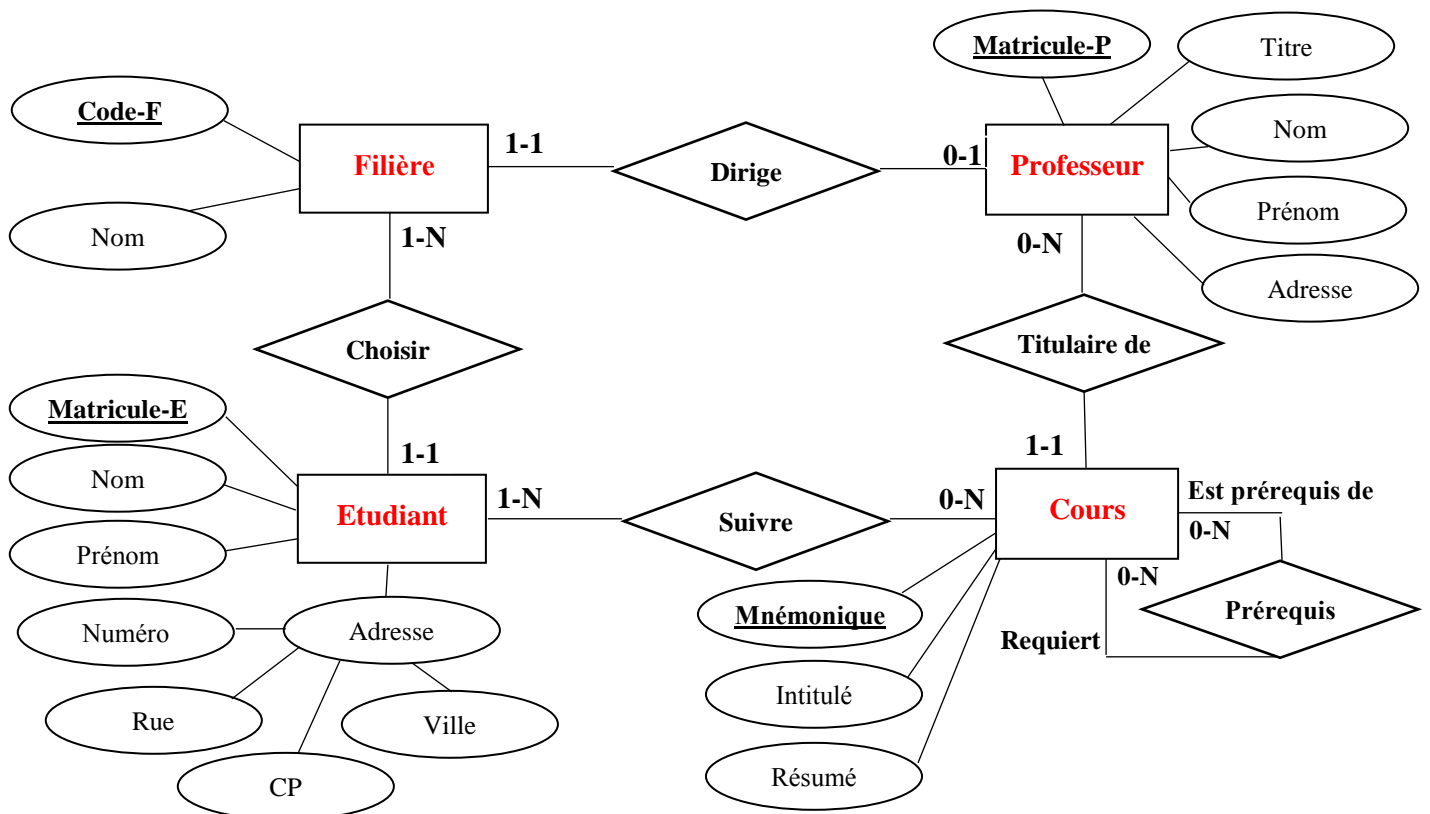 Matricule-P
Titre
Code-F
Nom
1-1
0-1
Filière
Dirige
Professeur
Prénom
Nom
1-N
0-N
Adresse
Choisir
Titulaire de
Matricule-E
1-1
1-1
Nom
1-N
0-N
Est prérequis de
Etudiant
Suivre
Cours
0-N
Prénom
0-N
Mnémonique
Prérequis
Numéro
Adresse
Requiert
Intitulé
Rue
Ville
Résumé
CP